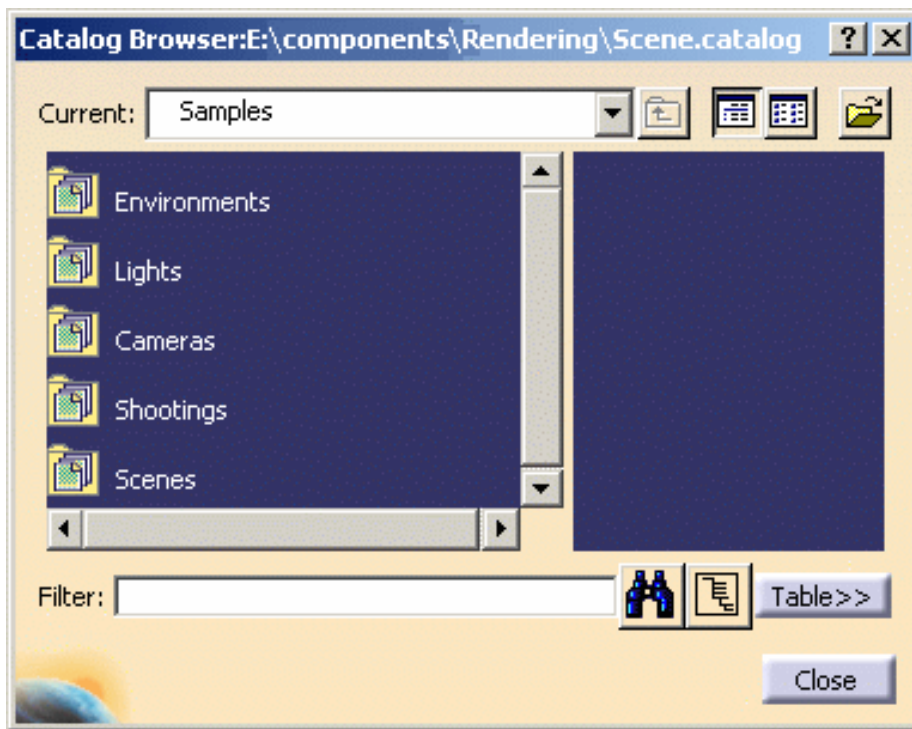 Catalog Browser:E:\components\Rendering\Scene.catalog ?
Current: Samples
Environments
Lights
Cameras
Shootings
Scenes
Filter: Table>>
Close